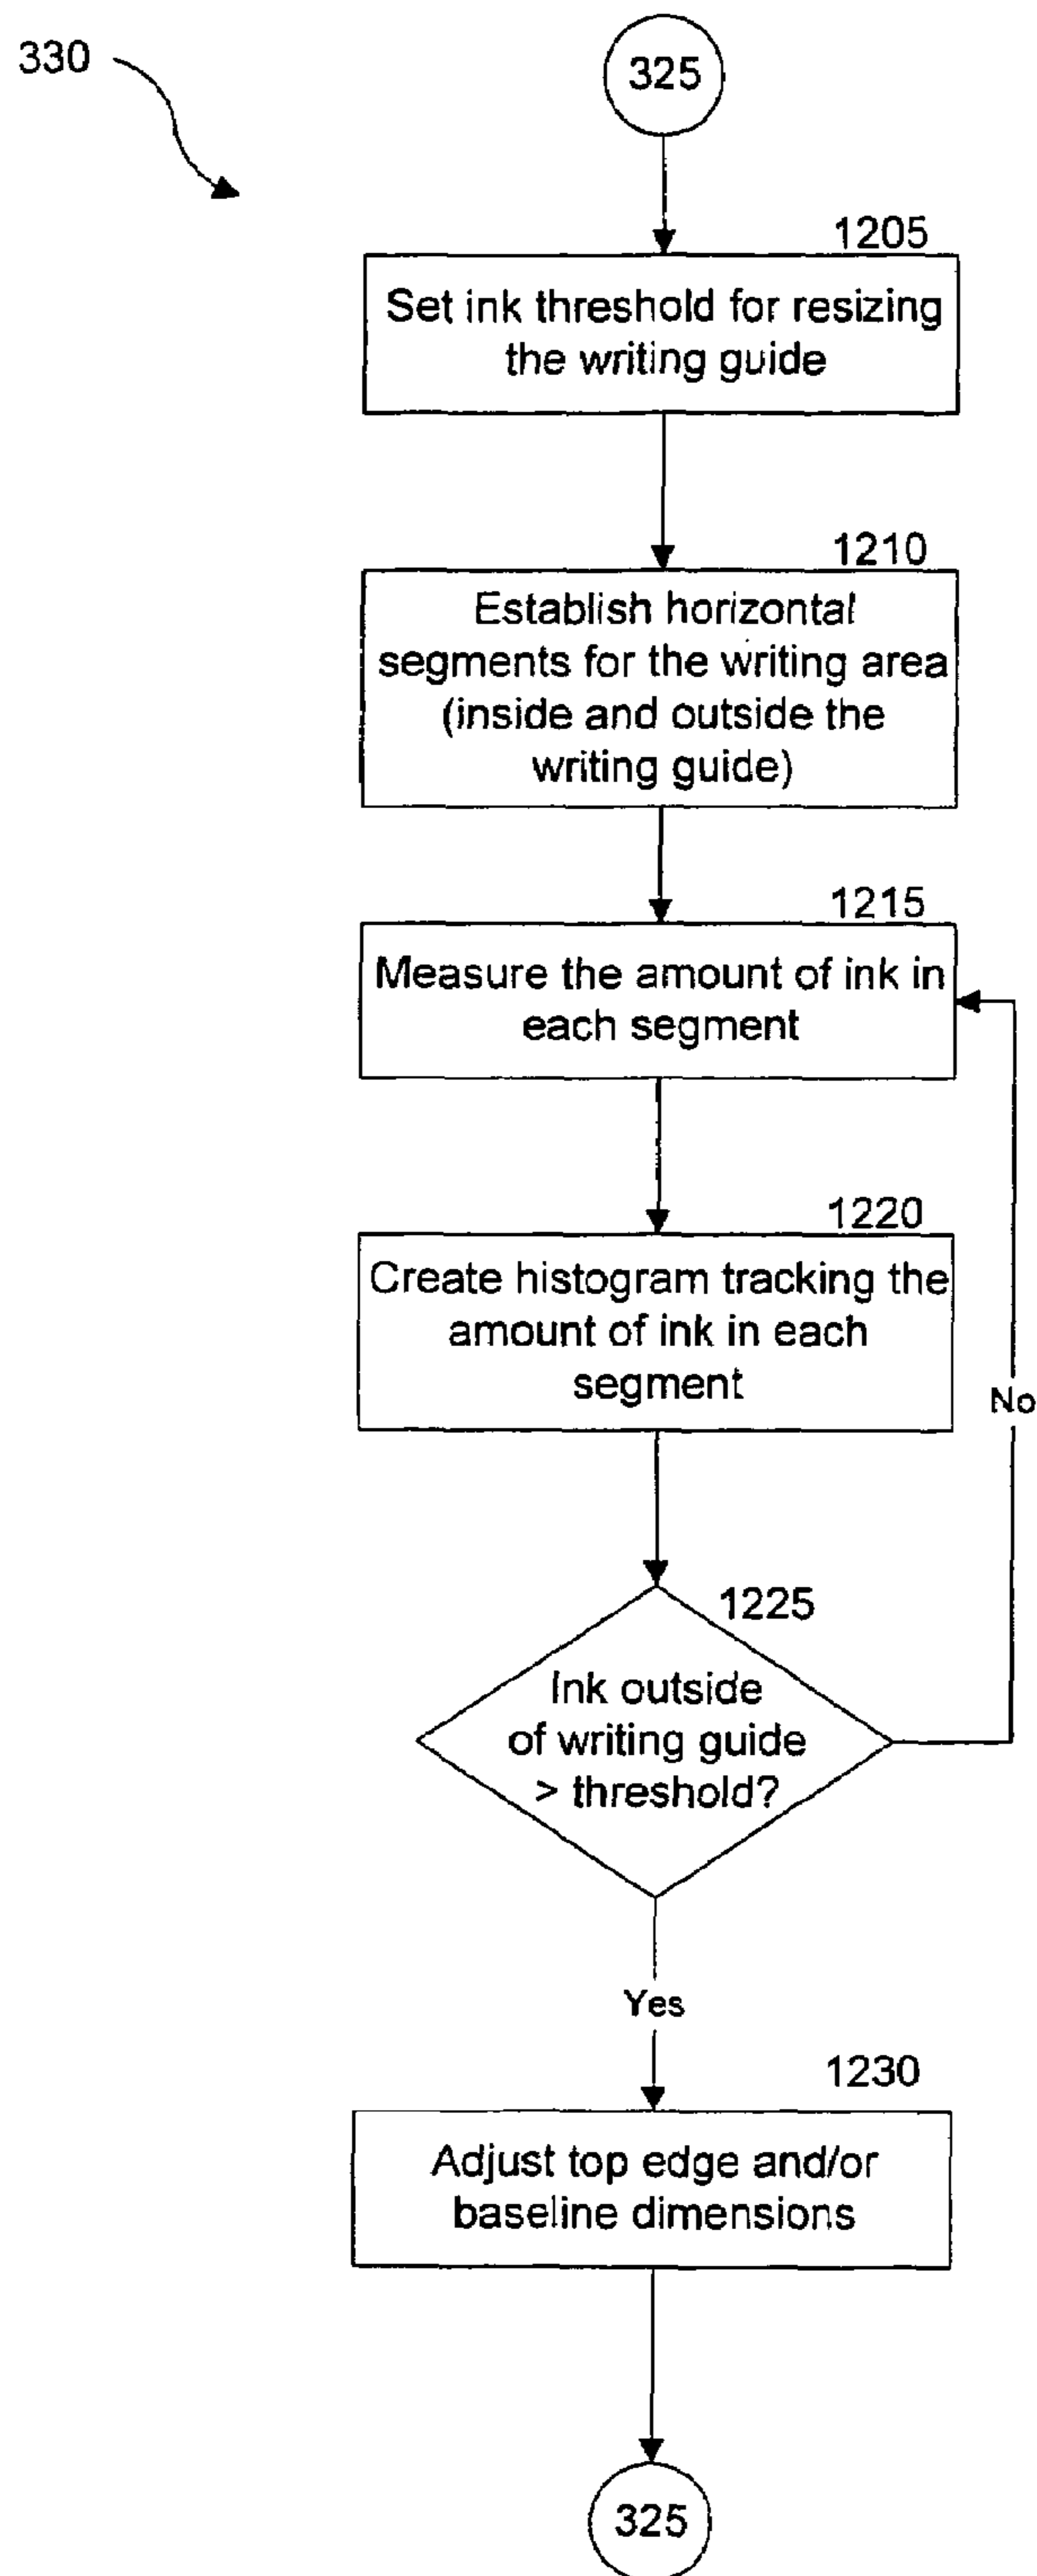 330
325
1205
Set ink threshold for resizing
the writing guide
1210
Establish horizontal
segments for the writing area
(inside and outside the
writing guide)
1215
Measure the amount of ink in
each segment
1220
Create histogram tracking the
amount of ink in each
segment
No
1225
Ink outside
of writing guide
> threshold?
Yes
1230
Adjust top edge and/or
baseline dimensions
325